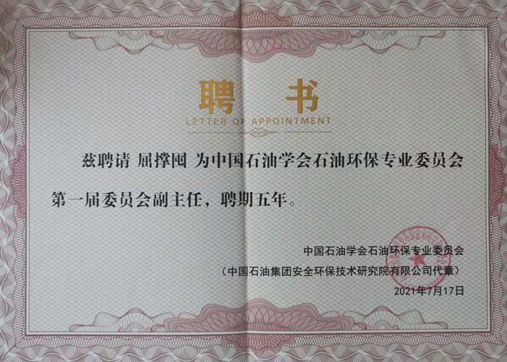 聘 书
LETTER OF APPOINTMENT
兹聘请 屈撑囤 为中国石油学会石油环保专业委员会
第一届委员会副主任，聘期五年。
中国石油学会石油环保专业委员会
（中国石油集团安全环保技术研究院有限公司代章）
2021年7月17日